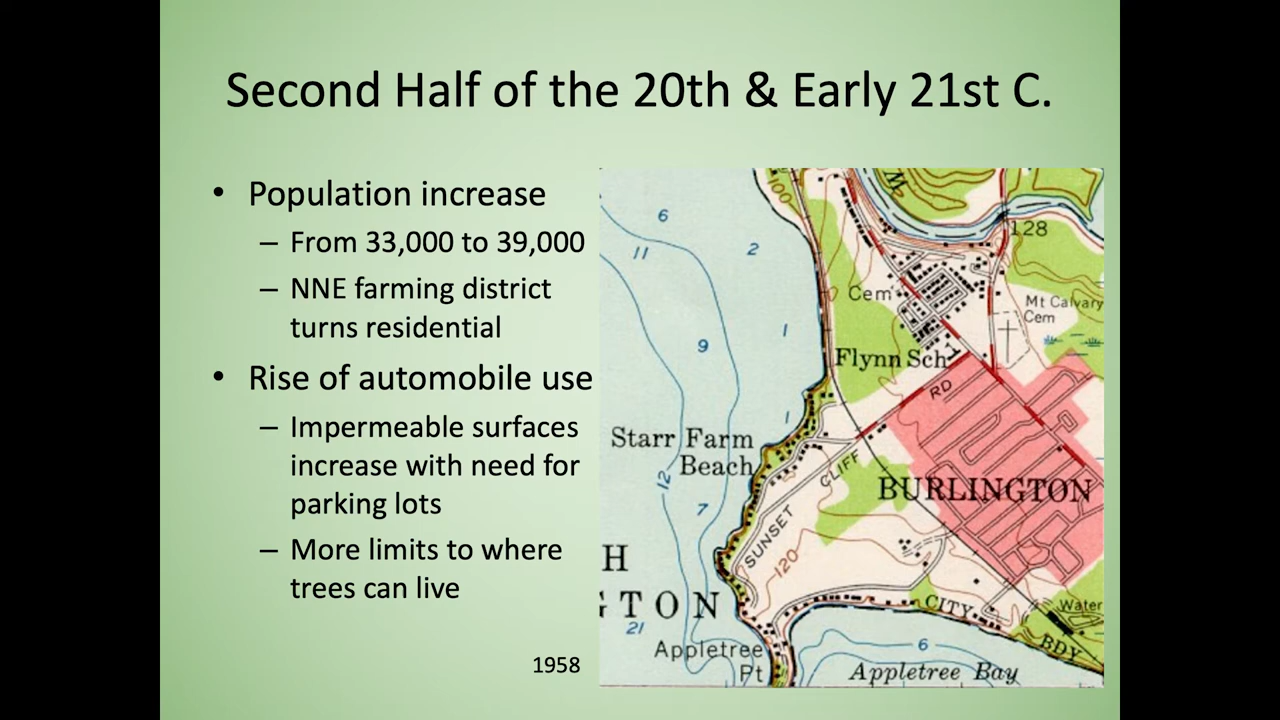 Second Half of the 20th & Early 21st C.
• Population increase
– From 33,000 to 39,000
– NNE farming district
turns residential
• Rise of automobile use
– Impermeable surfaces
increase with need for
parking lots
– More limits to where
trees can live
1958
100
M
6
11
2
128
Cem
Mt Calvary
Cem
1
9
Flynn Sch
RD
1
Starr Farm
Beach
CLIFF
12
BURLINGTON
7
SUNSET
120
H
GTON
CITY
Water
21
BDY
6
Appletree
Pt
Appletree Bay